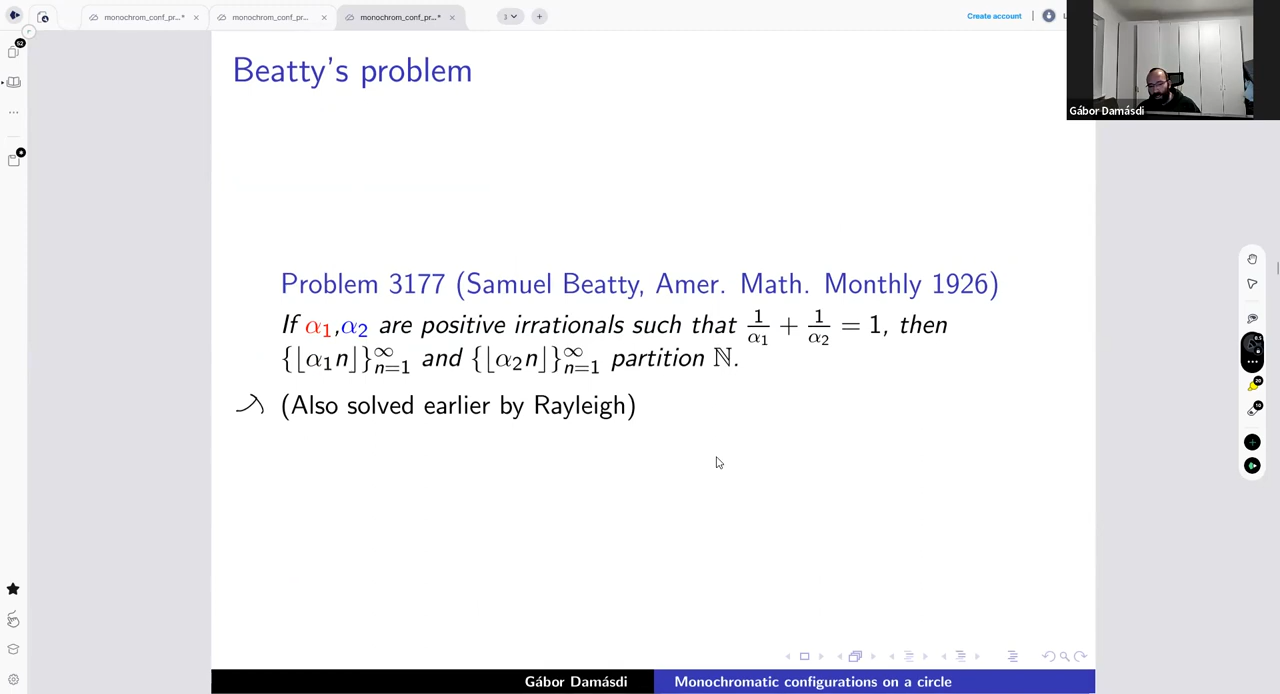 monochrom_conf_pr...*
monochrom_conf_pr...
monochrom_conf_pr...*
Create account
52
Gábor Damásdi
Beatty's problem
Problem 3177 (Samuel Beatty, Amer. Math. Monthly 1926)
If α₁,α₂ are positive irrationals such that 1/α₁ + 1/α₂ = 1, then
{⌊α₁n⌋}_{n=1}^∞ and {⌊α₂n⌋}_{n=1}^∞ partition ℕ.
(Also solved earlier by Rayleigh)
Gábor Damásdi
Monochromatic configurations on a circle